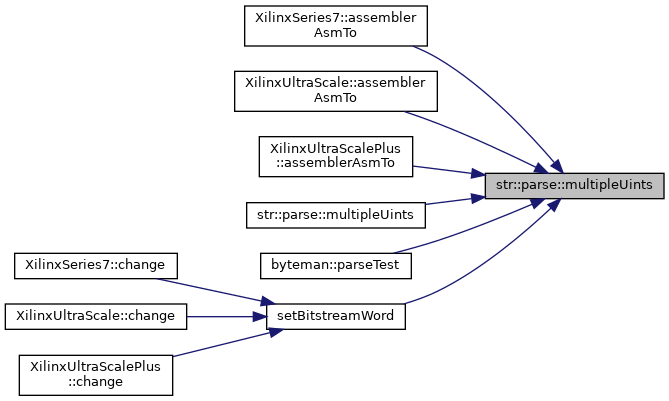 XilinxSeries7::assembler
AsmTo
XilinxUltraScale::assembler
AsmTo
XilinxUltraScalePlus
::assemblerAsmTo
str::parse::multipleUints
str::parse::multipleUints
byteman::parseTest
XilinxSeries7::change
XilinxUltraScale::change
setBitstreamWord
XilinxUltraScalePlus
::change